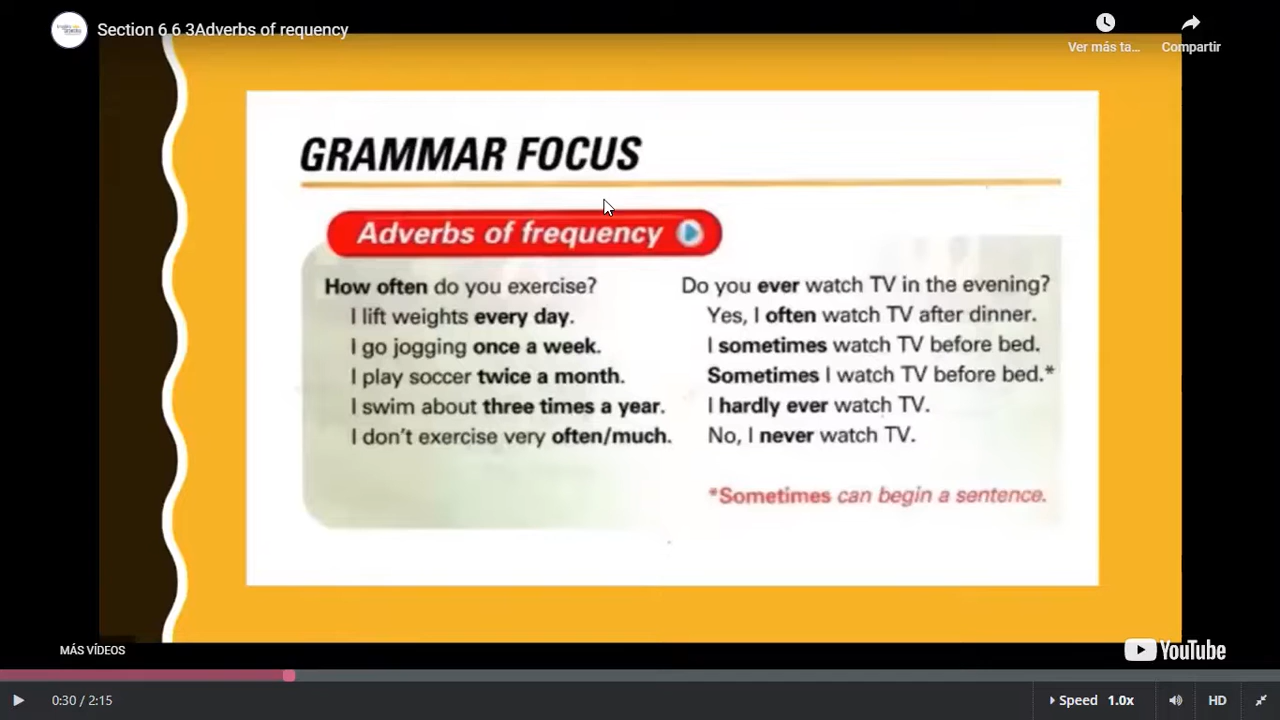 Section 6 6 3Adverbs of requency
Ver más ta...
Compartir
GRAMMAR FOCUS
Adverbs of frequency
How often do you exercise?
I lift weights every day.
I go jogging once a week.
I play soccer twice a month.
I swim about three times a year.
I don't exercise very often/much.
Do you ever watch TV in the evening?
Yes, I often watch TV after dinner.
I sometimes watch TV before bed.
Sometimes I watch TV before bed.*
I hardly ever watch TV.
No, I never watch TV.
*Sometimes can begin a sentence.
MÁS VÍDEOS
YouTube
0:30 / 2:15
Speed 1.0x
HD